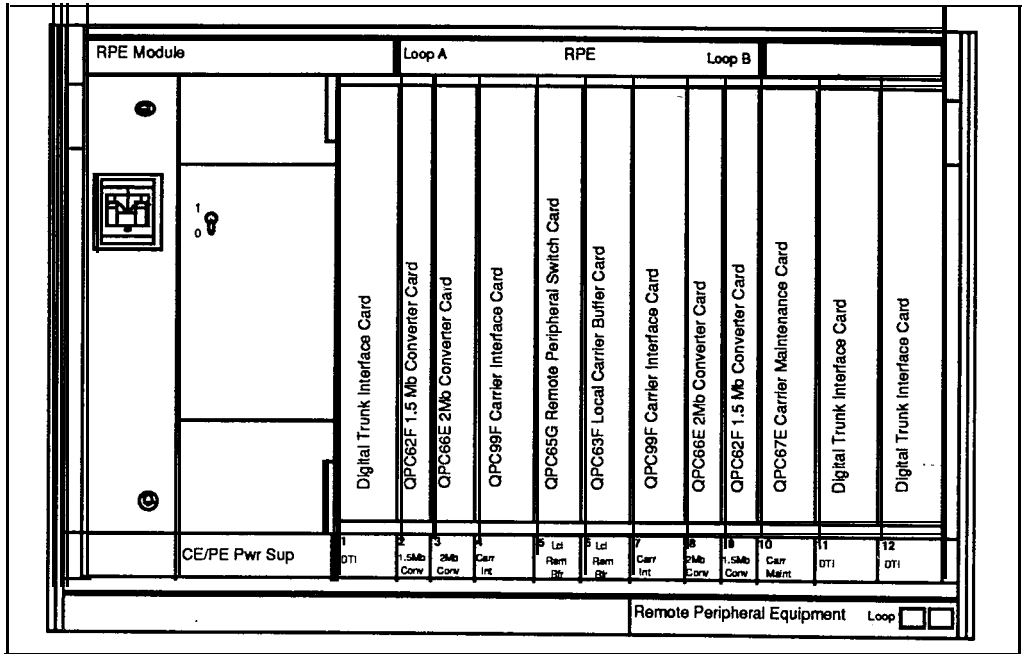 RPE Module
Loop A
RPE
Loop B
1
0
Digital Trunk Interface Card
QPC62F 1.5 Mb Converter Card
QPC66E 2Mb Converter Card
QPC99F Carrier Interface Card
QPC65G Remote Peripheral Switch Card
QPC63F Local Carrier Buffer Card
QPC99F Carrier Interface Card
QPC66E 2Mb Converter Card
QPC62F 1.5 Mb Converter Card
QPC67E Carrier Maintenance Card
Digital Trunk Interface Card
Digital Trunk Interface Card
CE/PE Pwr Sup
1
DTI
2
1.5Mb
Conv
3
2Mb
Conv
4
Carr
Int
5 Lcl
Rem
Bfr
6 Lcl
Rem
Bfr
7
Carr
Int
8
2Mb
Conv
9
1.5Mb
Conv
10
Carr
Maint
11
DTI
12
DTI
Remote Peripheral Equipment Loop